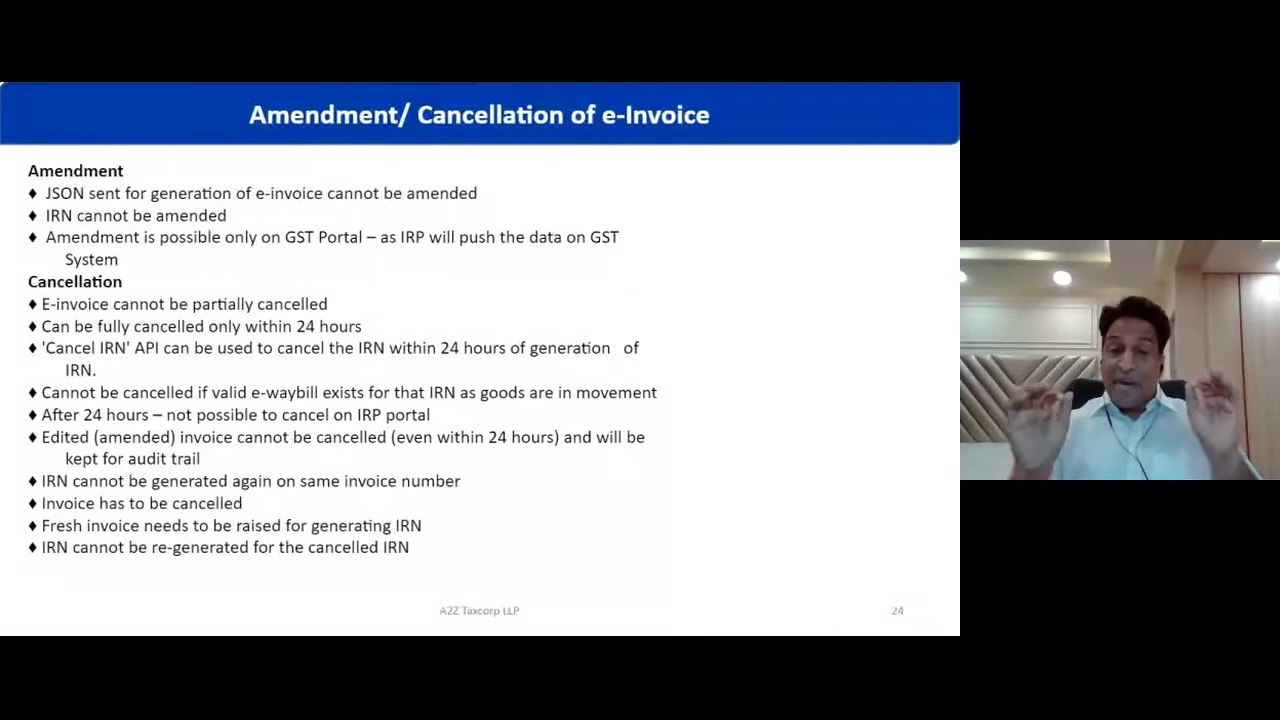 Amendment/ Cancellation of e-Invoice
Amendment
♦ JSON sent for generation of e-invoice cannot be amended
♦ IRN cannot be amended
♦ Amendment is possible only on GST Portal – as IRP will push the data on GST
System
Cancellation
♦ E-invoice cannot be partially cancelled
♦ Can be fully cancelled only within 24 hours
♦ 'Cancel IRN' API can be used to cancel the IRN within 24 hours of generation of
IRN.
♦ Cannot be cancelled if valid e-waybill exists for that IRN as goods are in movement
♦ After 24 hours – not possible to cancel on IRP portal
♦ Edited (amended) invoice cannot be cancelled (even within 24 hours) and will be
kept for audit trail
♦ IRN cannot be generated again on same invoice number
♦ Invoice has to be cancelled
♦ Fresh invoice needs to be raised for generating IRN
♦ IRN cannot be re-generated for the cancelled IRN
A2Z Taxcorp LLP
24